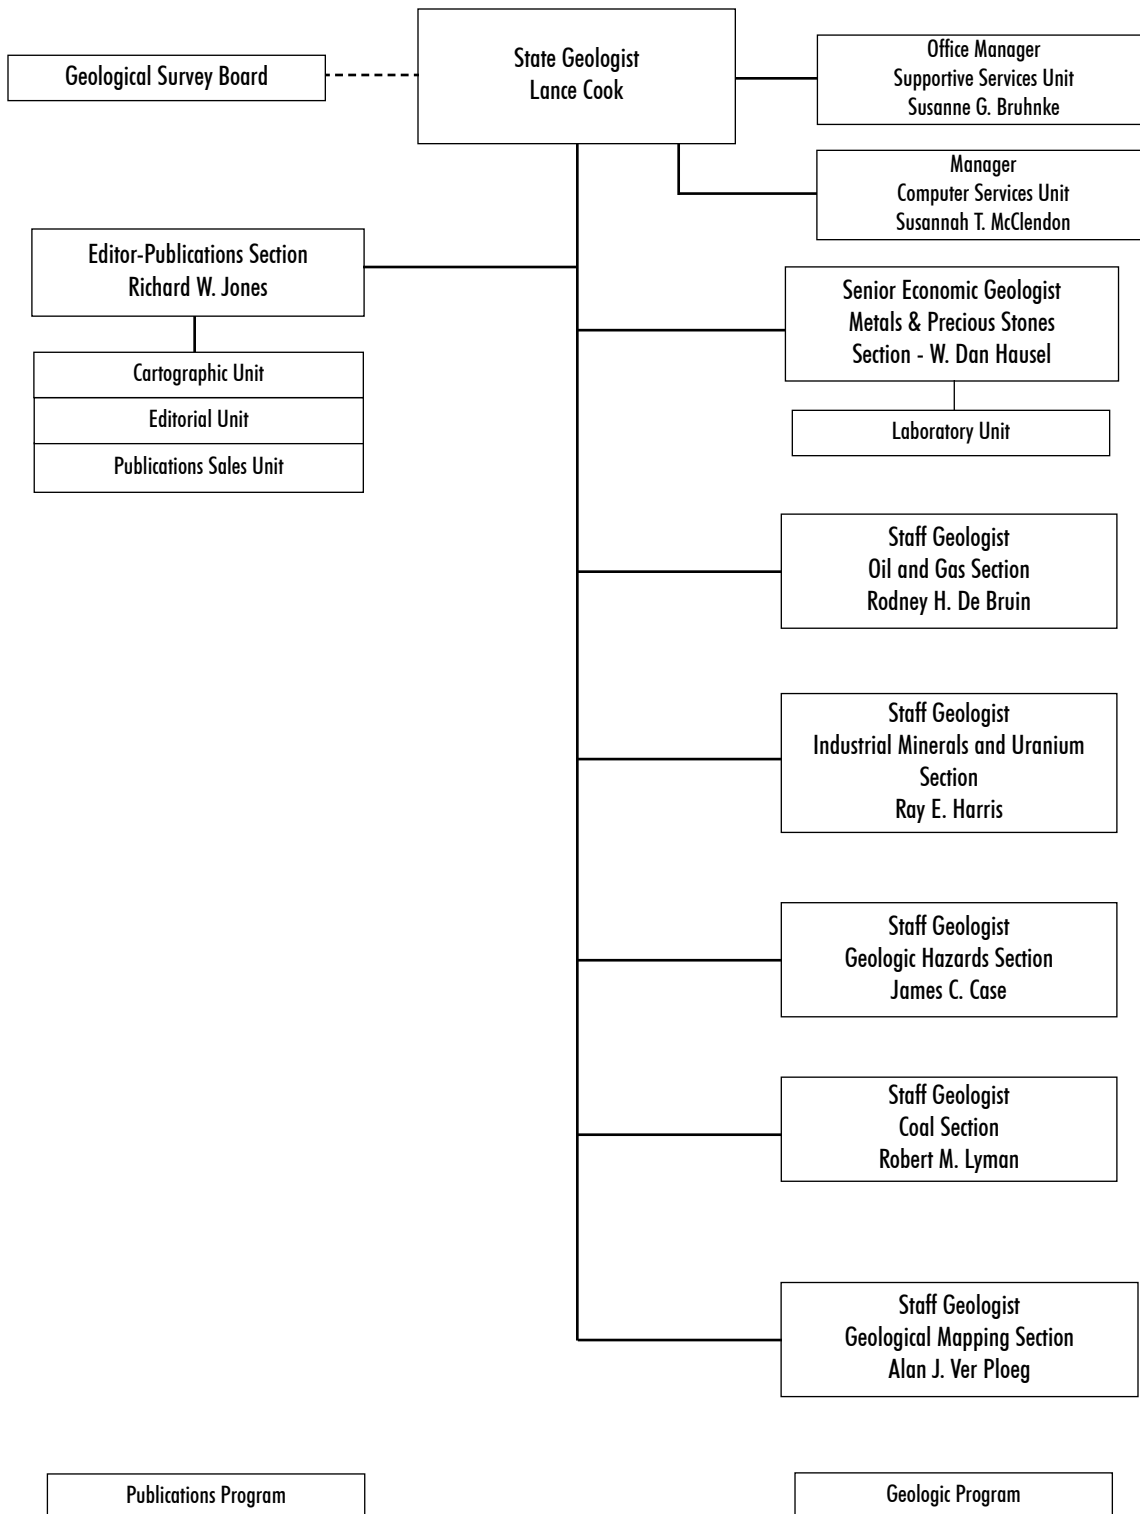 Geological Survey Board
State Geologist
Lance Cook
Office Manager
Supportive Services Unit
Susanne G. Bruhnke
Manager
Computer Services Unit
Susannah T. McClendon
Editor-Publications Section
Richard W. Jones
Cartographic Unit
Editorial Unit
Publications Sales Unit
Senior Economic Geologist
Metals & Precious Stones
Section - W. Dan Hausel
Laboratory Unit
Staff Geologist
Oil and Gas Section
Rodney H. De Bruin
Staff Geologist
Industrial Minerals and Uranium
Section
Ray E. Harris
Staff Geologist
Geologic Hazards Section
James C. Case
Staff Geologist
Coal Section
Robert M. Lyman
Staff Geologist
Geological Mapping Section
Alan J. Ver Ploeg
Publications Program
Geologic Program